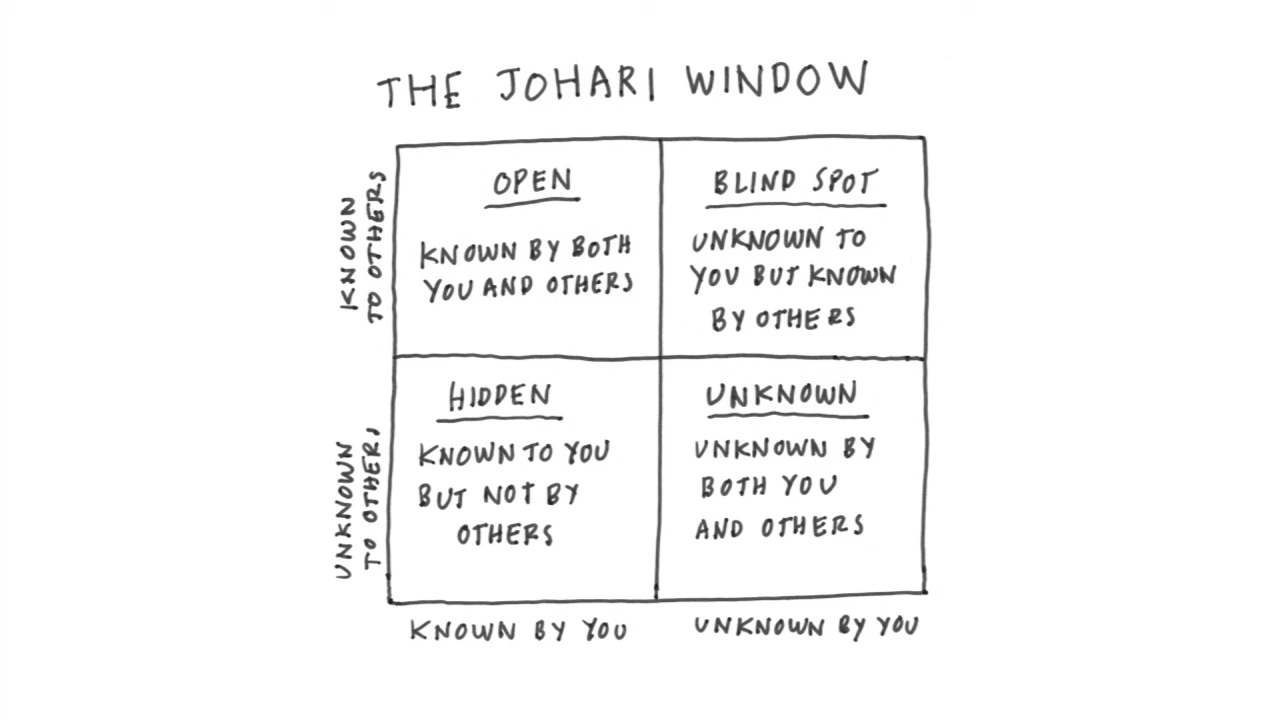 THE JOHARI WINDOW
KNOWN
TO OTHERS
OPEN
KNOWN BY BOTH
YOU AND OTHERS
BLIND SPOT
UNKNOWN TO
YOU BUT KNOWN
BY OTHERS
UNKNOWN
TO OTHERS
HIDDEN
KNOWN TO YOU
BUT NOT BY
OTHERS
UNKNOWN
UNKNOWN BY
BOTH YOU
AND OTHERS
KNOWN BY YOU
UNKNOWN BY YOU